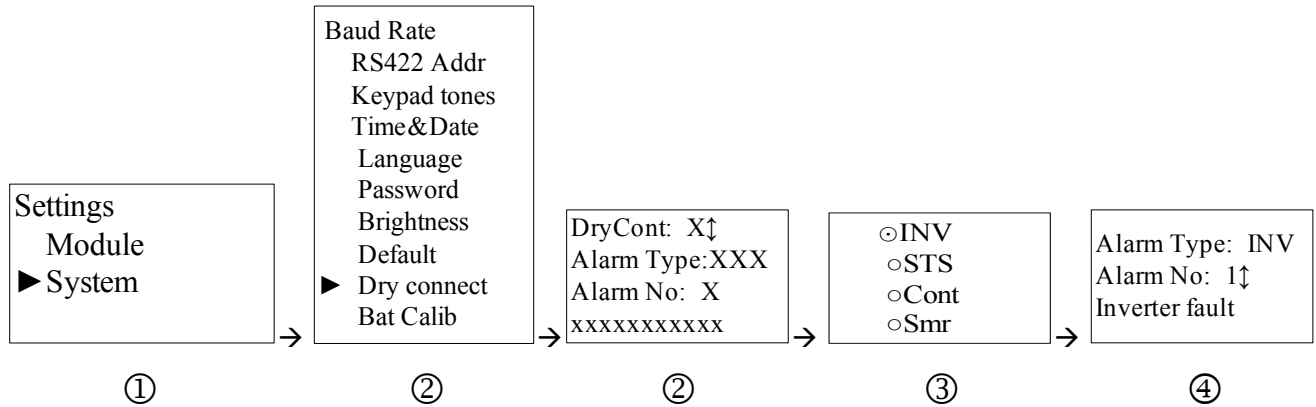 Settings
Module
►System
Baud Rate
RS422 Addr
Keypad tones
Time&Date
Language
Password
Brightness
Default
► Dry connect
Bat Calib
DryCont: X↕
Alarm Type:XXX
Alarm No: X
xxxxxxxxxxx
⊙INV
○STS
○Cont
○Smr
Alarm Type: INV
Alarm No: 1↕
Inverter fault
→ → → →
① ② ② ③ ④